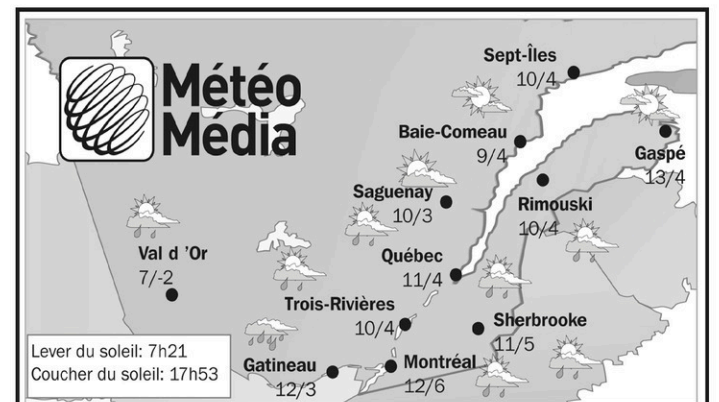 Météo
Média
Sept-Îles
10/4
Baie-Comeau
9/4
Gaspé
13/4
Saguenay
10/3
Rimouski
10/4
Val d 'Or
7/-2
Québec
11/4
Trois-Rivières
10/4
Sherbrooke
11/5
Gatineau
12/3
Montréal
12/6
Lever du soleil: 7h21
Coucher du soleil: 17h53